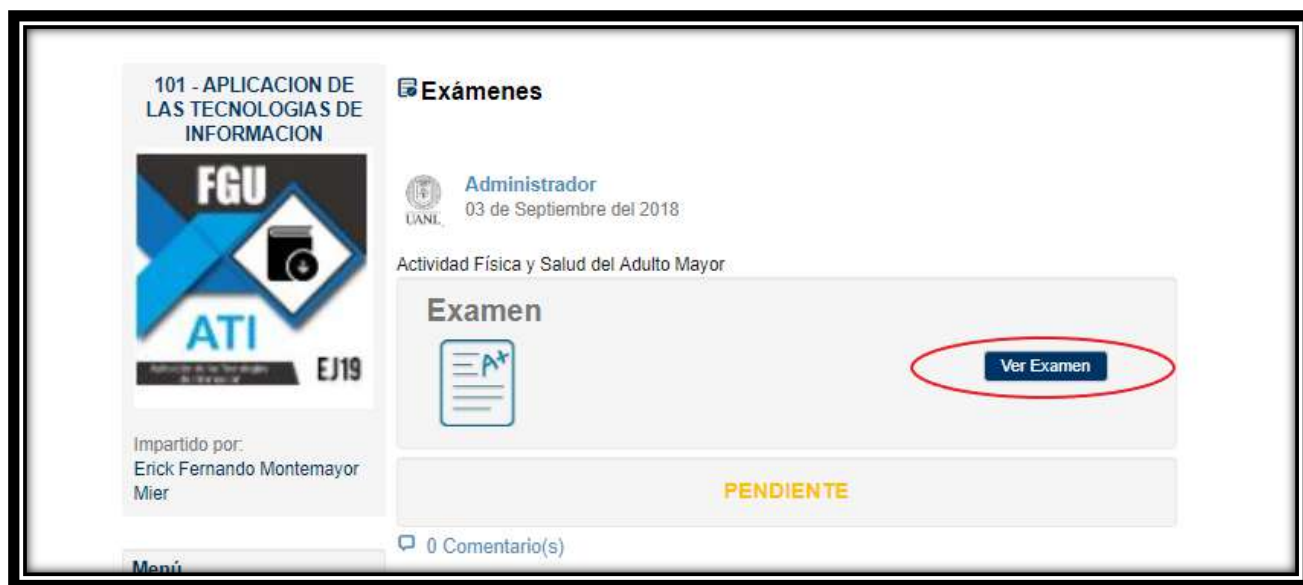 101 - APLICACION DE
LAS TECNOLOGIAS DE
INFORMACION
FGU
ATI
EJ19
Impartido por:
Erick Fernando Montemayor
Mier
Menú
Exámenes
UANL
Administrador
03 de Septiembre del 2018
Actividad Física y Salud del Adulto Mayor
Examen
A+
Ver Examen
PENDIENTE
0 Comentario(s)